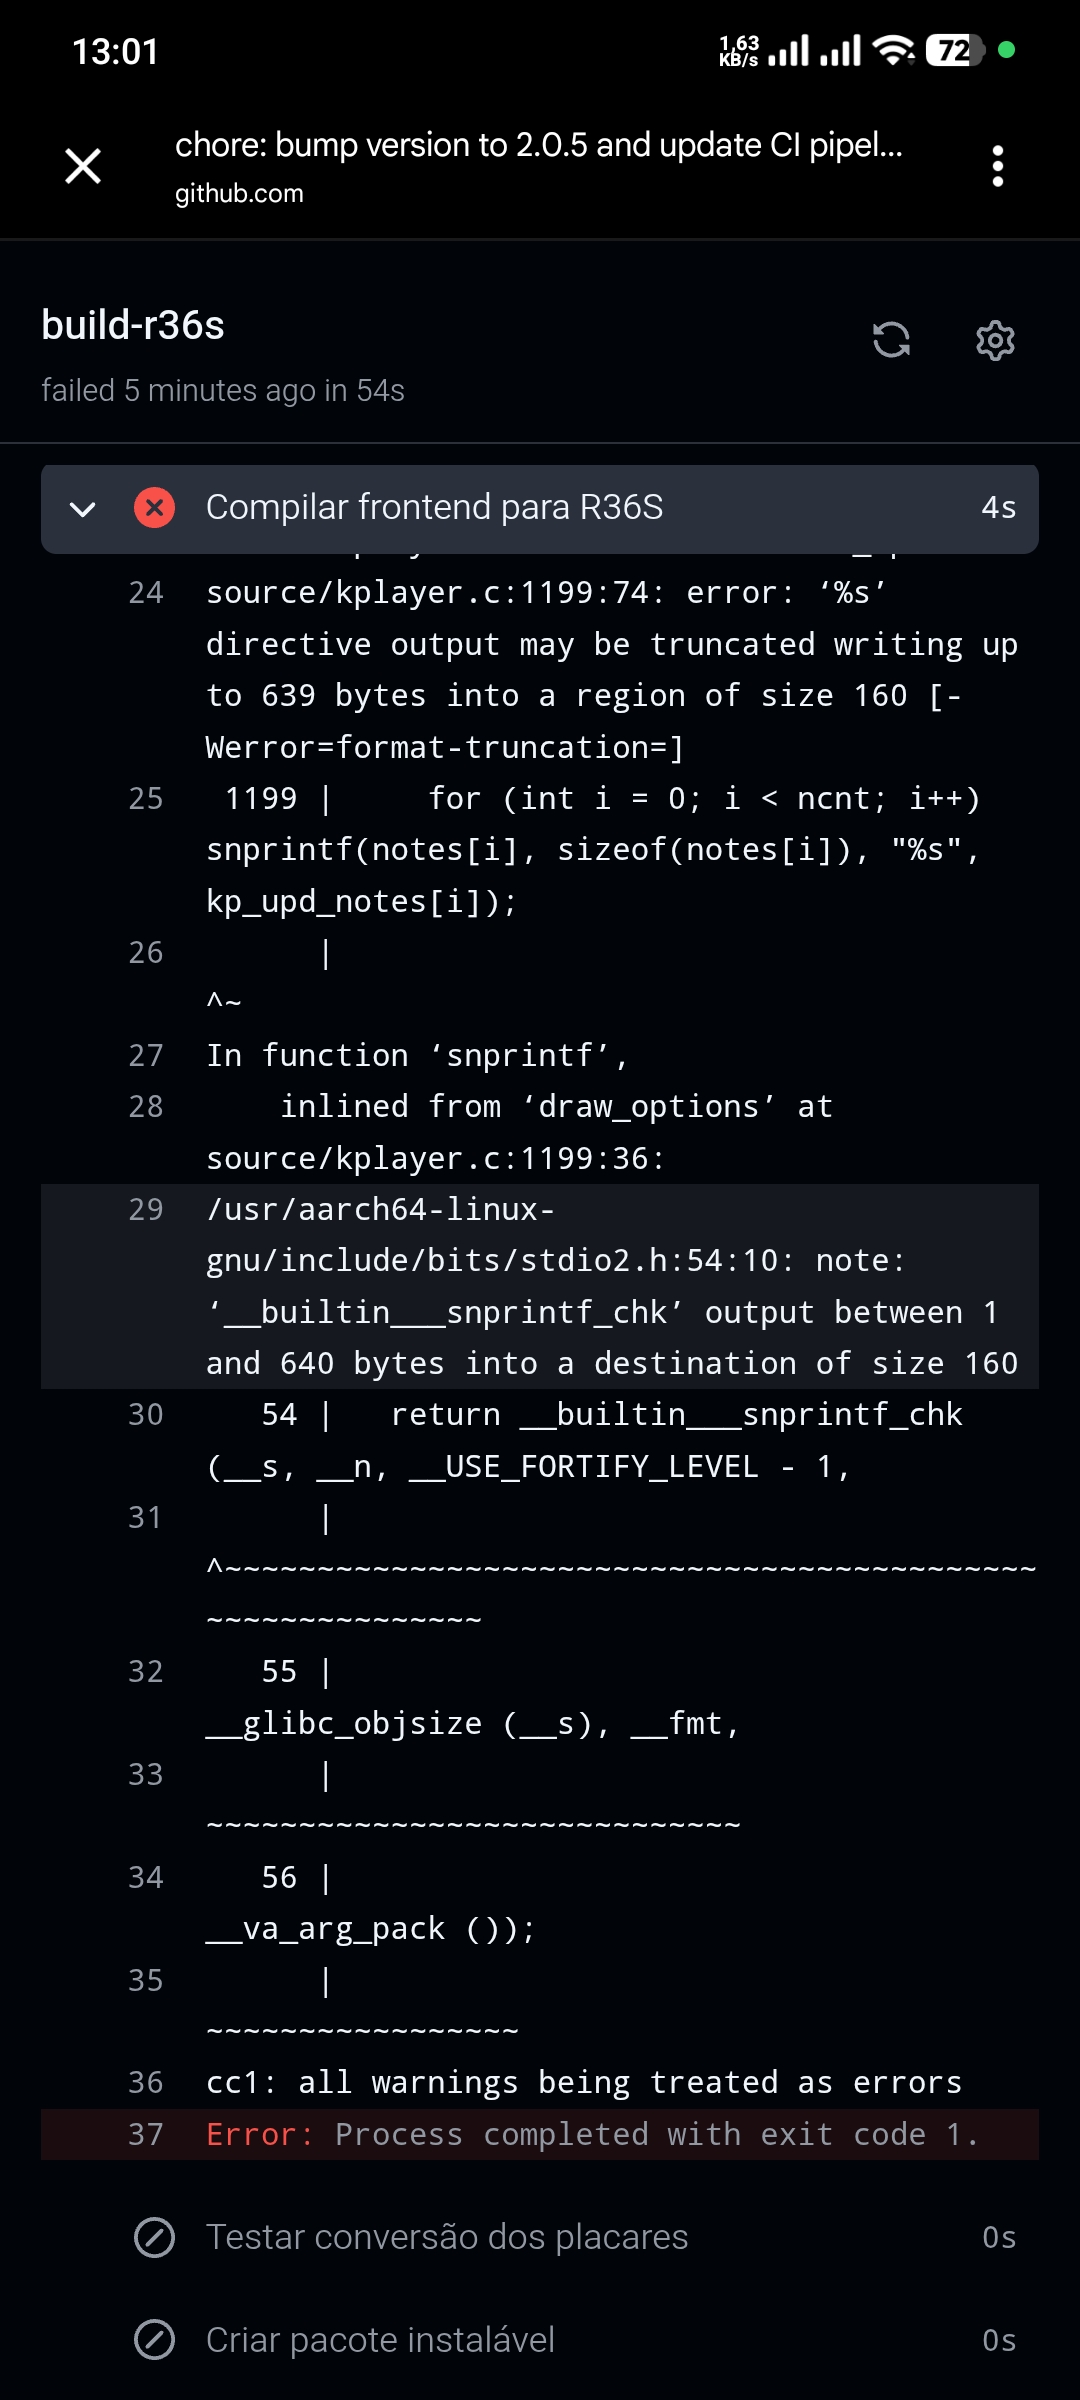 13:01
1,63
KB/s
72
chore: bump version to 2.0.5 and update CI pipel...
github.com
build-r36s
failed 5 minutes ago in 54s
Compilar frontend para R36S
4s
24 source/kplayer.c:1199:74: error: ‘%s’
directive output may be truncated writing up
to 639 bytes into a region of size 160 [-
Werror=format-truncation=]
25 1199 |     for (int i = 0; i < ncnt; i++)
snprintf(notes[i], sizeof(notes[i]), "%s",
kp_upd_notes[i]);
26      |
^~
27 In function ‘snprintf’,
28     inlined from ‘draw_options’ at
source/kplayer.c:1199:36:
29 /usr/aarch64-linux-
gnu/include/bits/stdio2.h:54:10: note:
‘__builtin___snprintf_chk’ output between 1
and 640 bytes into a destination of size 160
30   54 |   return __builtin___snprintf_chk
(__s, __n, __USE_FORTIFY_LEVEL - 1,
31      |
^~~~~~~~~~~~~~~~~~~~~~~~~~~~~~~~~~~~~~~~~~~~~
~~~~~~~~~~~~~~~
32   55 |
__glibc_objsize (__s), __fmt,
33      |
~~~~~~~~~~~~~~~~~~~~~~~~~~~~~
34   56 |
__va_arg_pack ());
35      |
~~~~~~~~~~~~~~~~~
36 cc1: all warnings being treated as errors
37 Error: Process completed with exit code 1.
Testar conversão dos placares
0s
Criar pacote instalável
0s